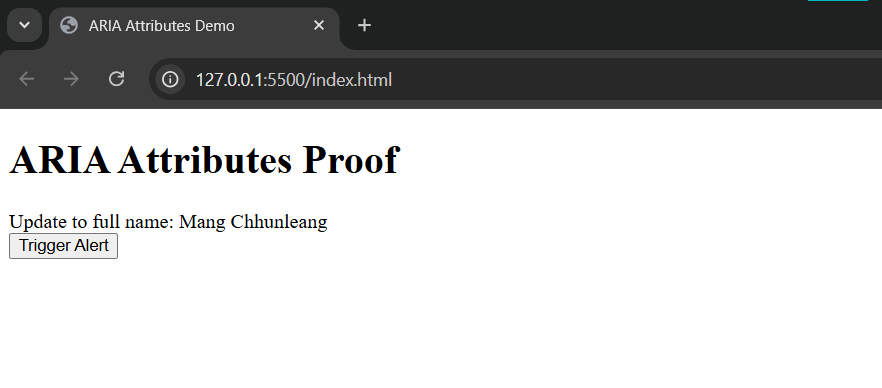 ARIA Attributes Demo
127.0.0.1:5500/index.html
ARIA Attributes Proof
Update to full name: Mang Chhunleang
Trigger Alert